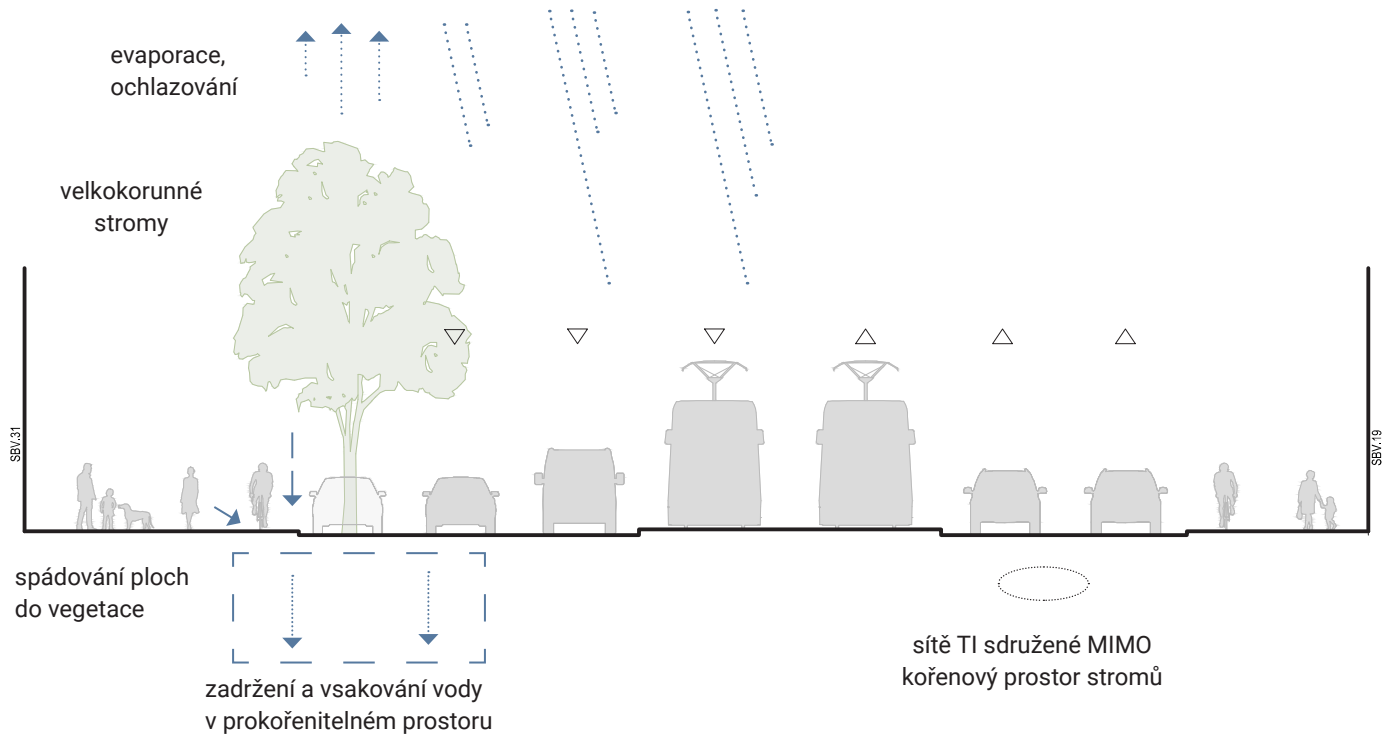 evaporace,
ochlazování
velkokorunné
stromy
SBV.31
SBV.19
spádování ploch
do vegetace
zadržení a vsakování vody
v prokořenitelném prostoru
sítě TI sdružené MIMO
kořenový prostor stromů